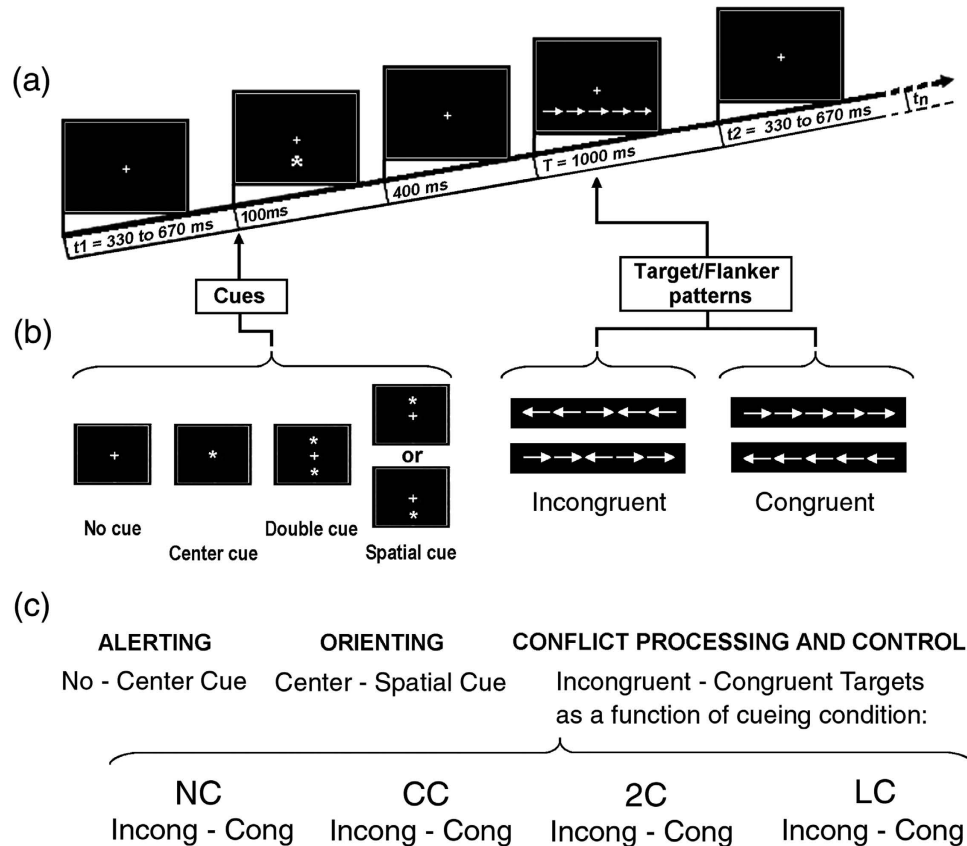 (a)
t1 = 330 to 670 ms
100ms
400 ms
T = 1000 ms
t2 = 330 to 670 ms
tn
Cues
Target/Flanker
patterns
(b)
No cue
Center cue
Double cue
or
Spatial cue
Incongruent
Congruent
(c)
ALERTING
No - Center Cue
ORIENTING
Center - Spatial Cue
CONFLICT PROCESSING AND CONTROL
Incongruent - Congruent Targets
as a function of cueing condition:
NC
Incong - Cong
CC
Incong - Cong
2C
Incong - Cong
LC
Incong - Cong